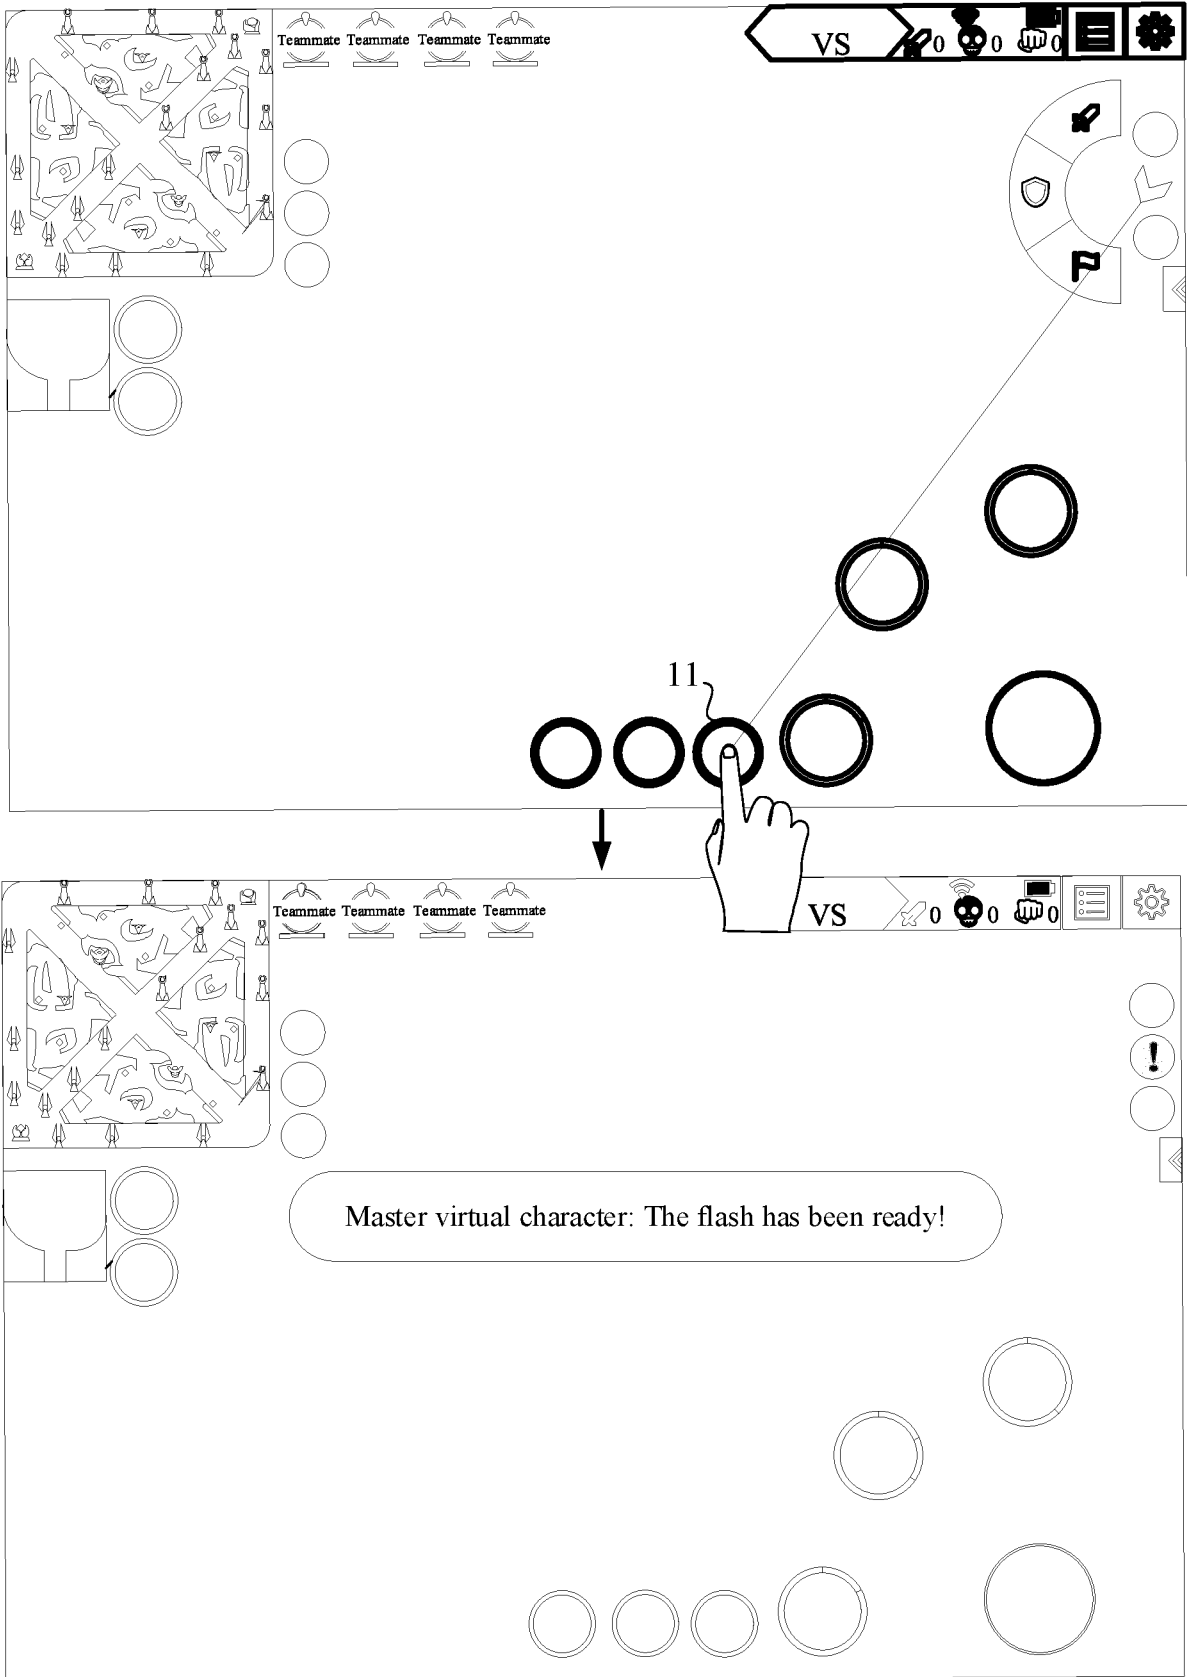 Teammate Teammate Teammate Teammate
VS 0 0 0
11
Teammate Teammate Teammate Teammate
VS 0 0 0
!
Master virtual character: The flash has been ready!